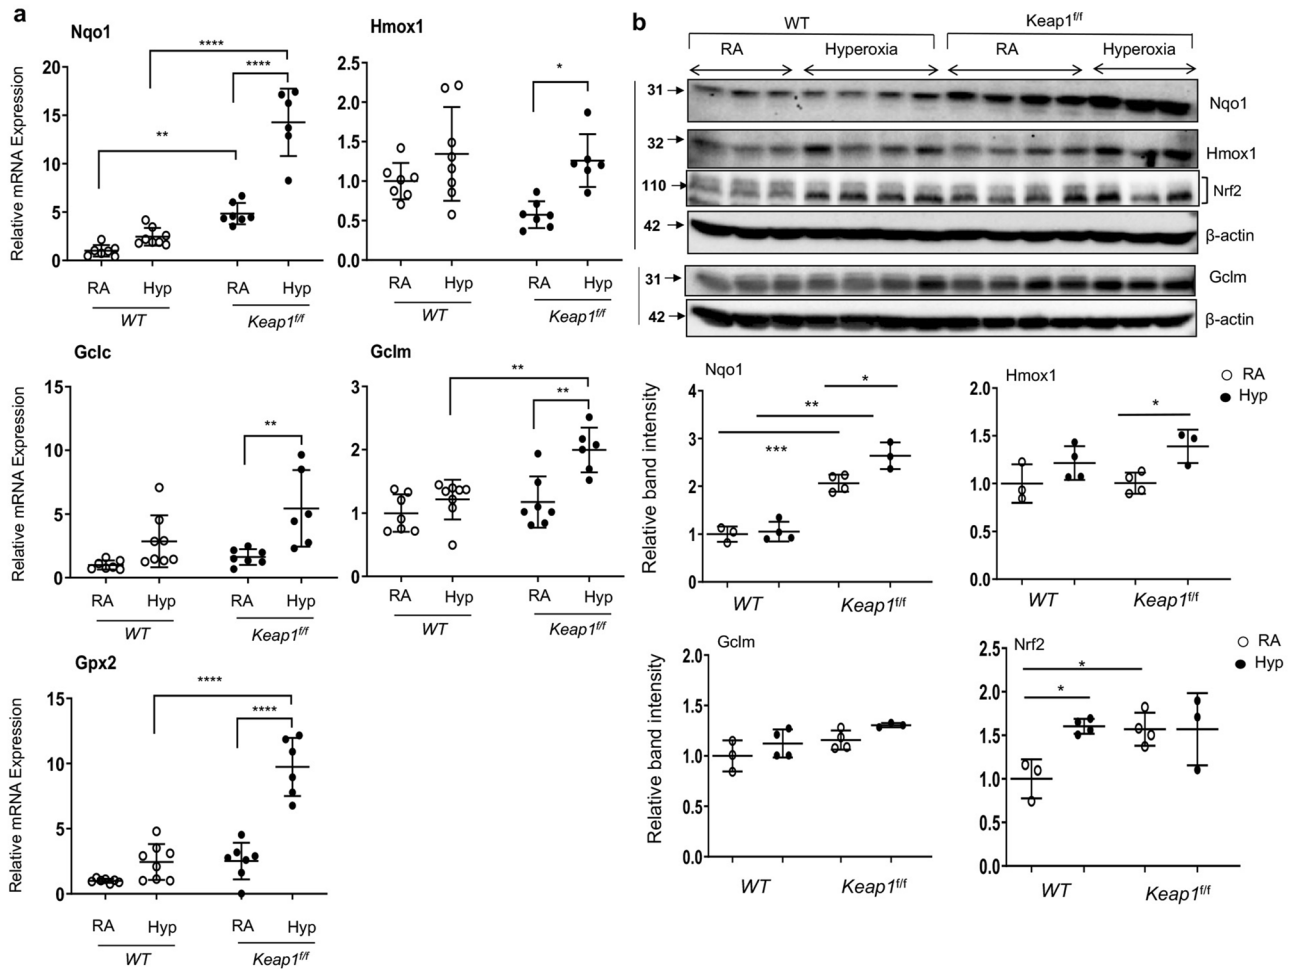 a
Nqo1
Relative mRNA Expression
20
15
10
5
0
****
****
**
RA Hyp RA Hyp
WT Keap1f/f
Hmox1
2.5
2.0
1.5
1.0
0.5
0.0
*
RA Hyp RA Hyp
WT Keap1f/f
Gclc
Relative mRNA Expression
15
10
5
0
**
RA Hyp RA Hyp
WT Keap1f/f
Gclm
3
2
1
0
**
**
RA Hyp RA Hyp
WT Keap1f/f
Gpx2
Relative mRNA Expression
15
10
5
0
****
****
RA Hyp RA Hyp
WT Keap1f/f
b
WT Keap1f/f
RA Hyperoxia RA Hyperoxia
31 Nqo1
32 Hmox1
110 Nrf2
42 β-actin
31 Gclm
42 β-actin
Nqo1
Relative band intensity
4
3
2
1
0
*
**
***
WT Keap1f/f
Hmox1
2.0
1.5
1.0
0.5
0.0
*
WT Keap1f/f
RA
Hyp
Gclm
Relative band intensity
2.0
1.5
1.0
0.5
0.0
WT Keap1f/f
Nrf2
2.5
2.0
1.5
1.0
0.5
0.0
*
*
WT Keap1f/f
RA
Hyp